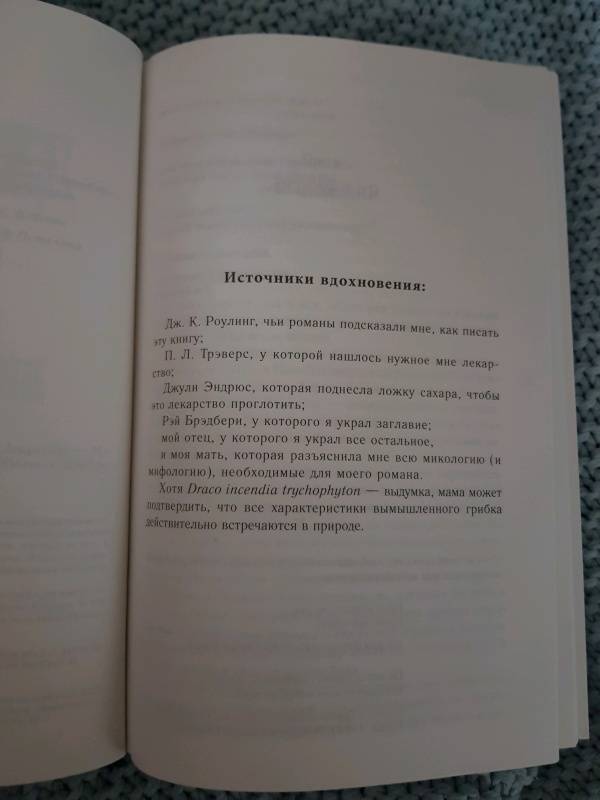 Источники вдохновения:
Дж. К. Роулинг, чьи романы подсказали мне, как писать
эту книгу;
П. Л. Трэверс, у которой нашлось нужное мне лекар-
ство;
Джули Эндрюс, которая поднесла ложку сахара, чтобы
это лекарство проглотить;
Рэй Брэдбери, у которого я украл заглавие;
мой отец, у которого я украл все остальное,
и моя мать, которая разъяснила мне всю микологию (и
мифологию), необходимые для моего романа.
Хотя Draco incendia trychophyton — выдумка, мама может
подтвердить, что все характеристики вымышленного грибка
действительно встречаются в природе.